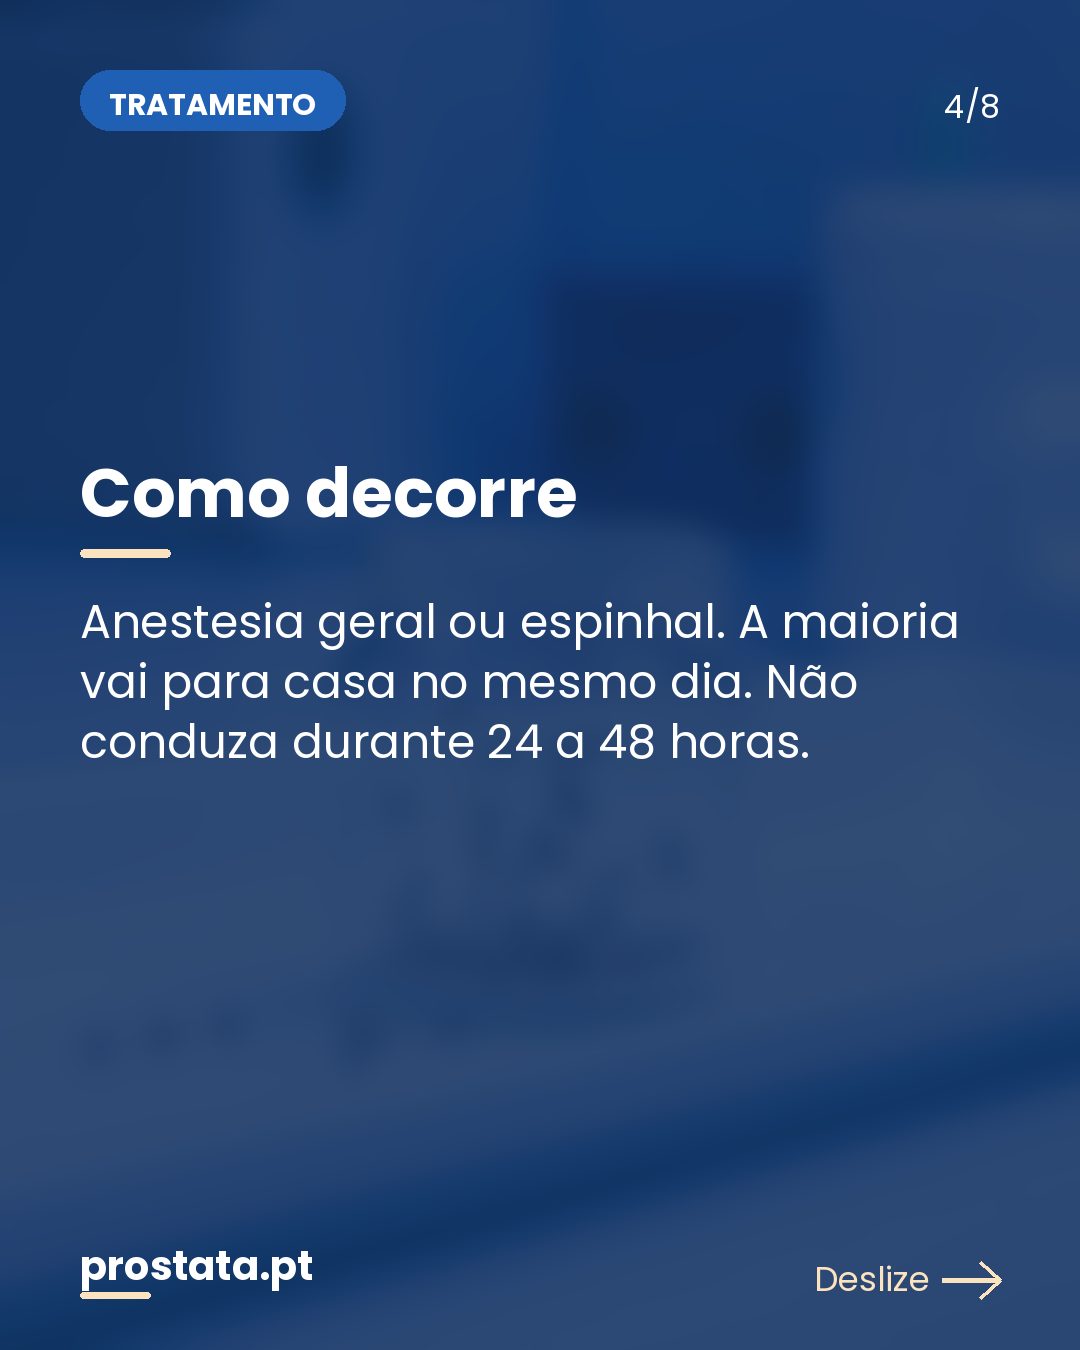 TRATAMENTO
4/8
Como decorre
Anestesia geral ou espinhal. A maioria
vai para casa no mesmo dia. Não
conduza durante 24 a 48 horas.
prostata.pt
Deslize